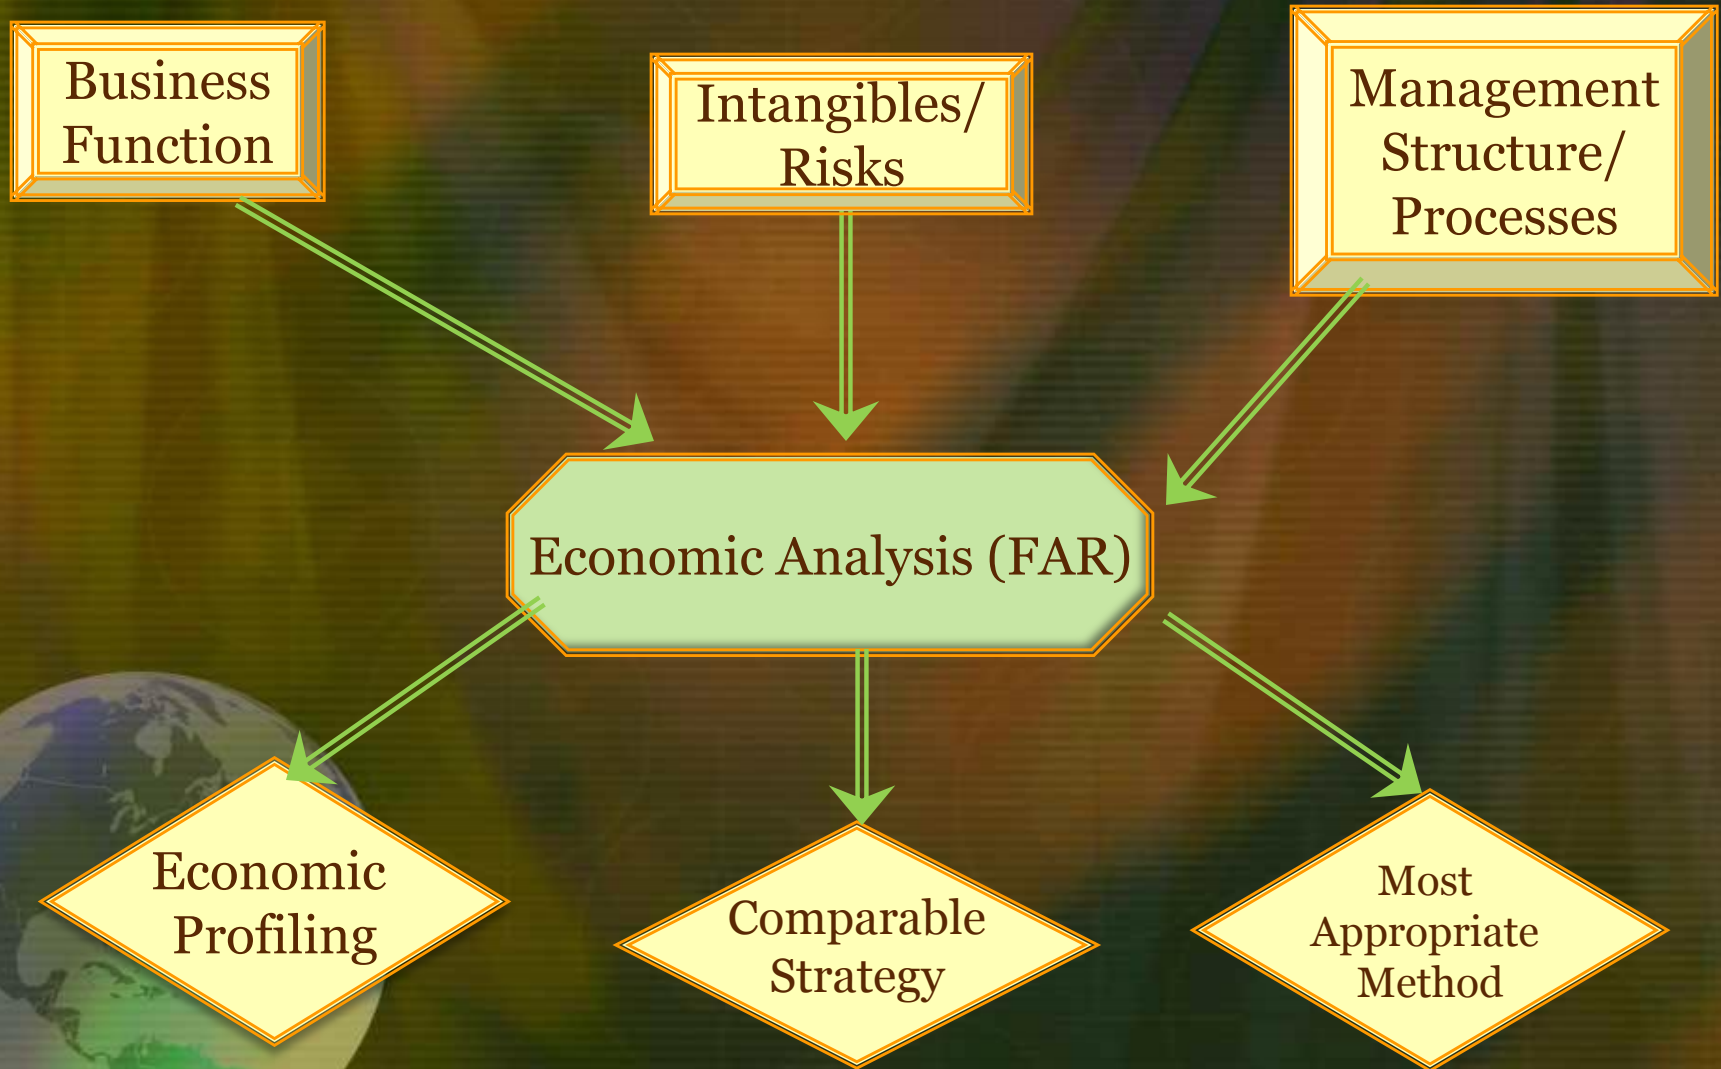 Business
Function
Intangibles/
Risks
Management
Structure/
Processes
Economic Analysis (FAR)
Economic
Profiling
Comparable
Strategy
Most
Appropriate
Method